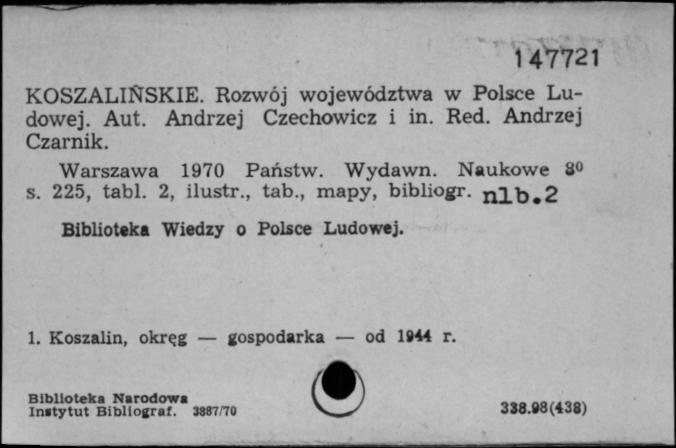 147721
KOSZALIŃSKIE. Rozwój województwa w Polsce Lu-
dowej. Aut. Andrzej Czechowicz i in. Red. Andrzej
Czarnik.
Warszawa 1970 Państw. Wydawn. Naukowe 8⁰
s. 225, tabl. 2, ilustr., tab., mapy, bibliogr. nlb.2
Biblioteka Wiedzy o Polsce Ludowej.
1. Koszalin, okręg — gospodarka — od 1944 r.
Biblioteka Narodowa
Instytut Bibliograf. 3887/70
338.98(438)